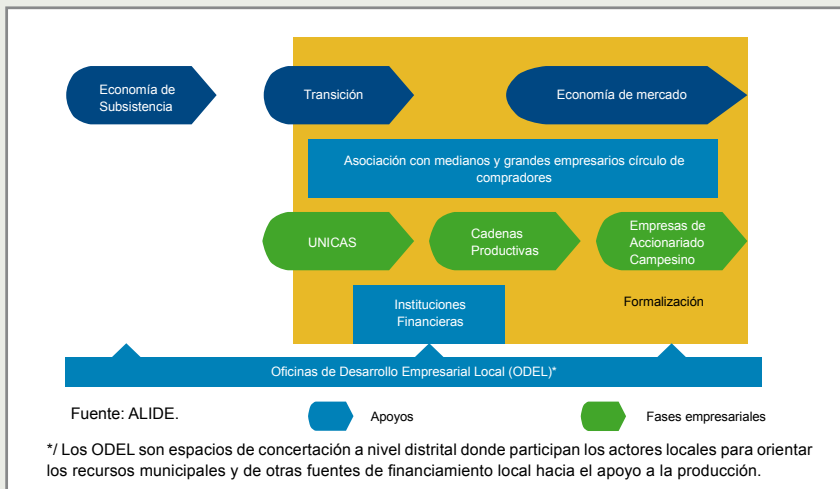 Economía de
Subsistencia
Transición
Economía de mercado
Asociación con medianos y grandes empresarios círculo de
compradores
UNICAS
Cadenas
Productivas
Empresas de
Accionariado
Campesino
Instituciones
Financieras
Formalización
Oficinas de Desarrollo Empresarial Local (ODEL)*
Fuente: ALIDE.
Apoyos
Fases empresariales
*/ Los ODEL son espacios de concertación a nivel distrital donde participan los actores locales para orientar
los recursos municipales y de otras fuentes de financiamiento local hacia el apoyo a la producción.